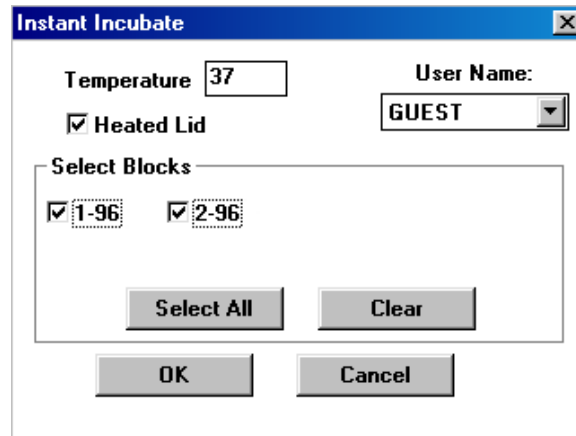 Instant Incubate
Temperature 37
User Name:
Heated Lid
GUEST
Select Blocks
1-96 2-96
Select All Clear
OK Cancel